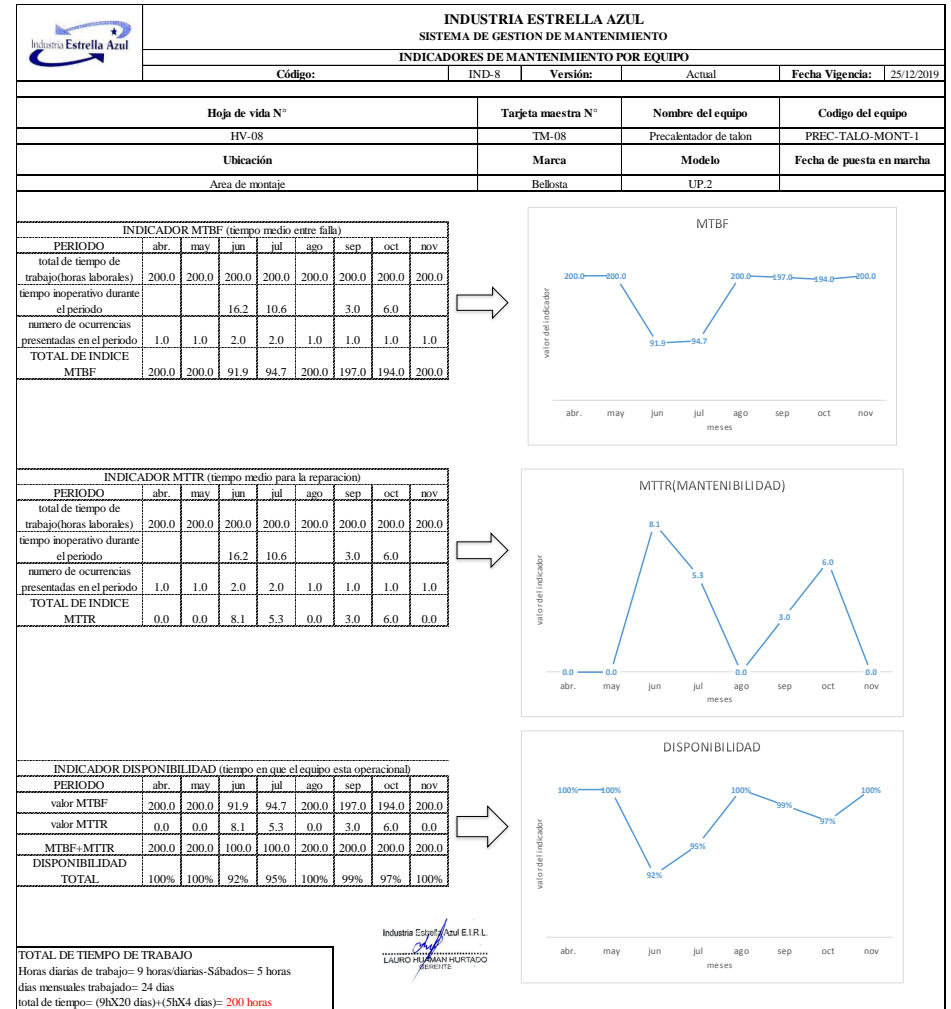 Industria Estrella Azul
INDUSTRIA ESTRELLA AZUL
SISTEMA DE GESTION DE MANTENIMIENTO
INDICADORES DE MANTENIMIENTO POR EQUIPO
Código: IND-8 Versión: Actual Fecha Vigencia: 25/12/2019
Hoja de vida N° Tarjeta maestra N° Nombre del equipo Codigo del equipo
HV-08 TM-08 Precalentador de talon PREC-TALO-MONT-1
Ubicación Marca Modelo Fecha de puesta en marcha
Area de montaje Bellosta UP.2
INDICADOR MTBF (tiempo medio entre falla)
PERIODO abr. may jun jul ago sep oct nov
total de tiempo de
trabajo(horas laborales) 200.0 200.0 200.0 200.0 200.0 200.0 200.0 200.0
tiempo inoperativo durante
el periodo 16.2 10.6 3.0 6.0
numero de ocurrencias
presentadas en el periodo 1.0 1.0 2.0 2.0 1.0 1.0 1.0 1.0
TOTAL DE INDICE
MTBF 200.0 200.0 91.9 94.7 200.0 197.0 194.0 200.0
MTBF
valor del indicador
200.0 200.0 91.9 94.7 200.0 197.0 194.0 200.0
abr. may jun jul ago sep oct nov
meses
INDICADOR MTTR (tiempo medio para la reparacion)
PERIODO abr. may jun jul ago sep oct nov
total de tiempo de
trabajo(horas laborales) 200.0 200.0 200.0 200.0 200.0 200.0 200.0 200.0
tiempo inoperativo durante
el periodo 16.2 10.6 3.0 6.0
numero de ocurrencias
presentadas en el periodo 1.0 1.0 2.0 2.0 1.0 1.0 1.0 1.0
TOTAL DE INDICE
MTTR 0.0 0.0 8.1 5.3 0.0 3.0 6.0 0.0
MTTR(MANTENIBILIDAD)
valor del indicador
0.0 0.0 8.1 5.3 0.0 3.0 6.0 0.0
abr. may jun jul ago sep oct nov
meses
INDICADOR DISPONIBILIDAD (tiempo en que el equipo esta operacional)
PERIODO abr. may jun jul ago sep oct nov
valor MTBF 200.0 200.0 91.9 94.7 200.0 197.0 194.0 200.0
valor MTTR 0.0 0.0 8.1 5.3 0.0 3.0 6.0 0.0
MTBF+MTTR 200.0 200.0 100.0 100.0 200.0 200.0 200.0 200.0
DISPONIBILIDAD
TOTAL 100% 100% 92% 95% 100% 99% 97% 100%
DISPONIBILIDAD
valor del indicador
100% 100% 92% 95% 100% 99% 97% 100%
abr. may jun jul ago sep oct nov
meses
Industria Estrella Azul E.I.R.L.
LAURO HUAMAN HURTADO
GERENTE
TOTAL DE TIEMPO DE TRABAJO
Horas diarias de trabajo= 9 horas/diarias-Sábados= 5 horas
dias mensuales trabajado= 24 dias
total de tiempo= (9hX20 dias)+(5hX4 dias)= 200 horas